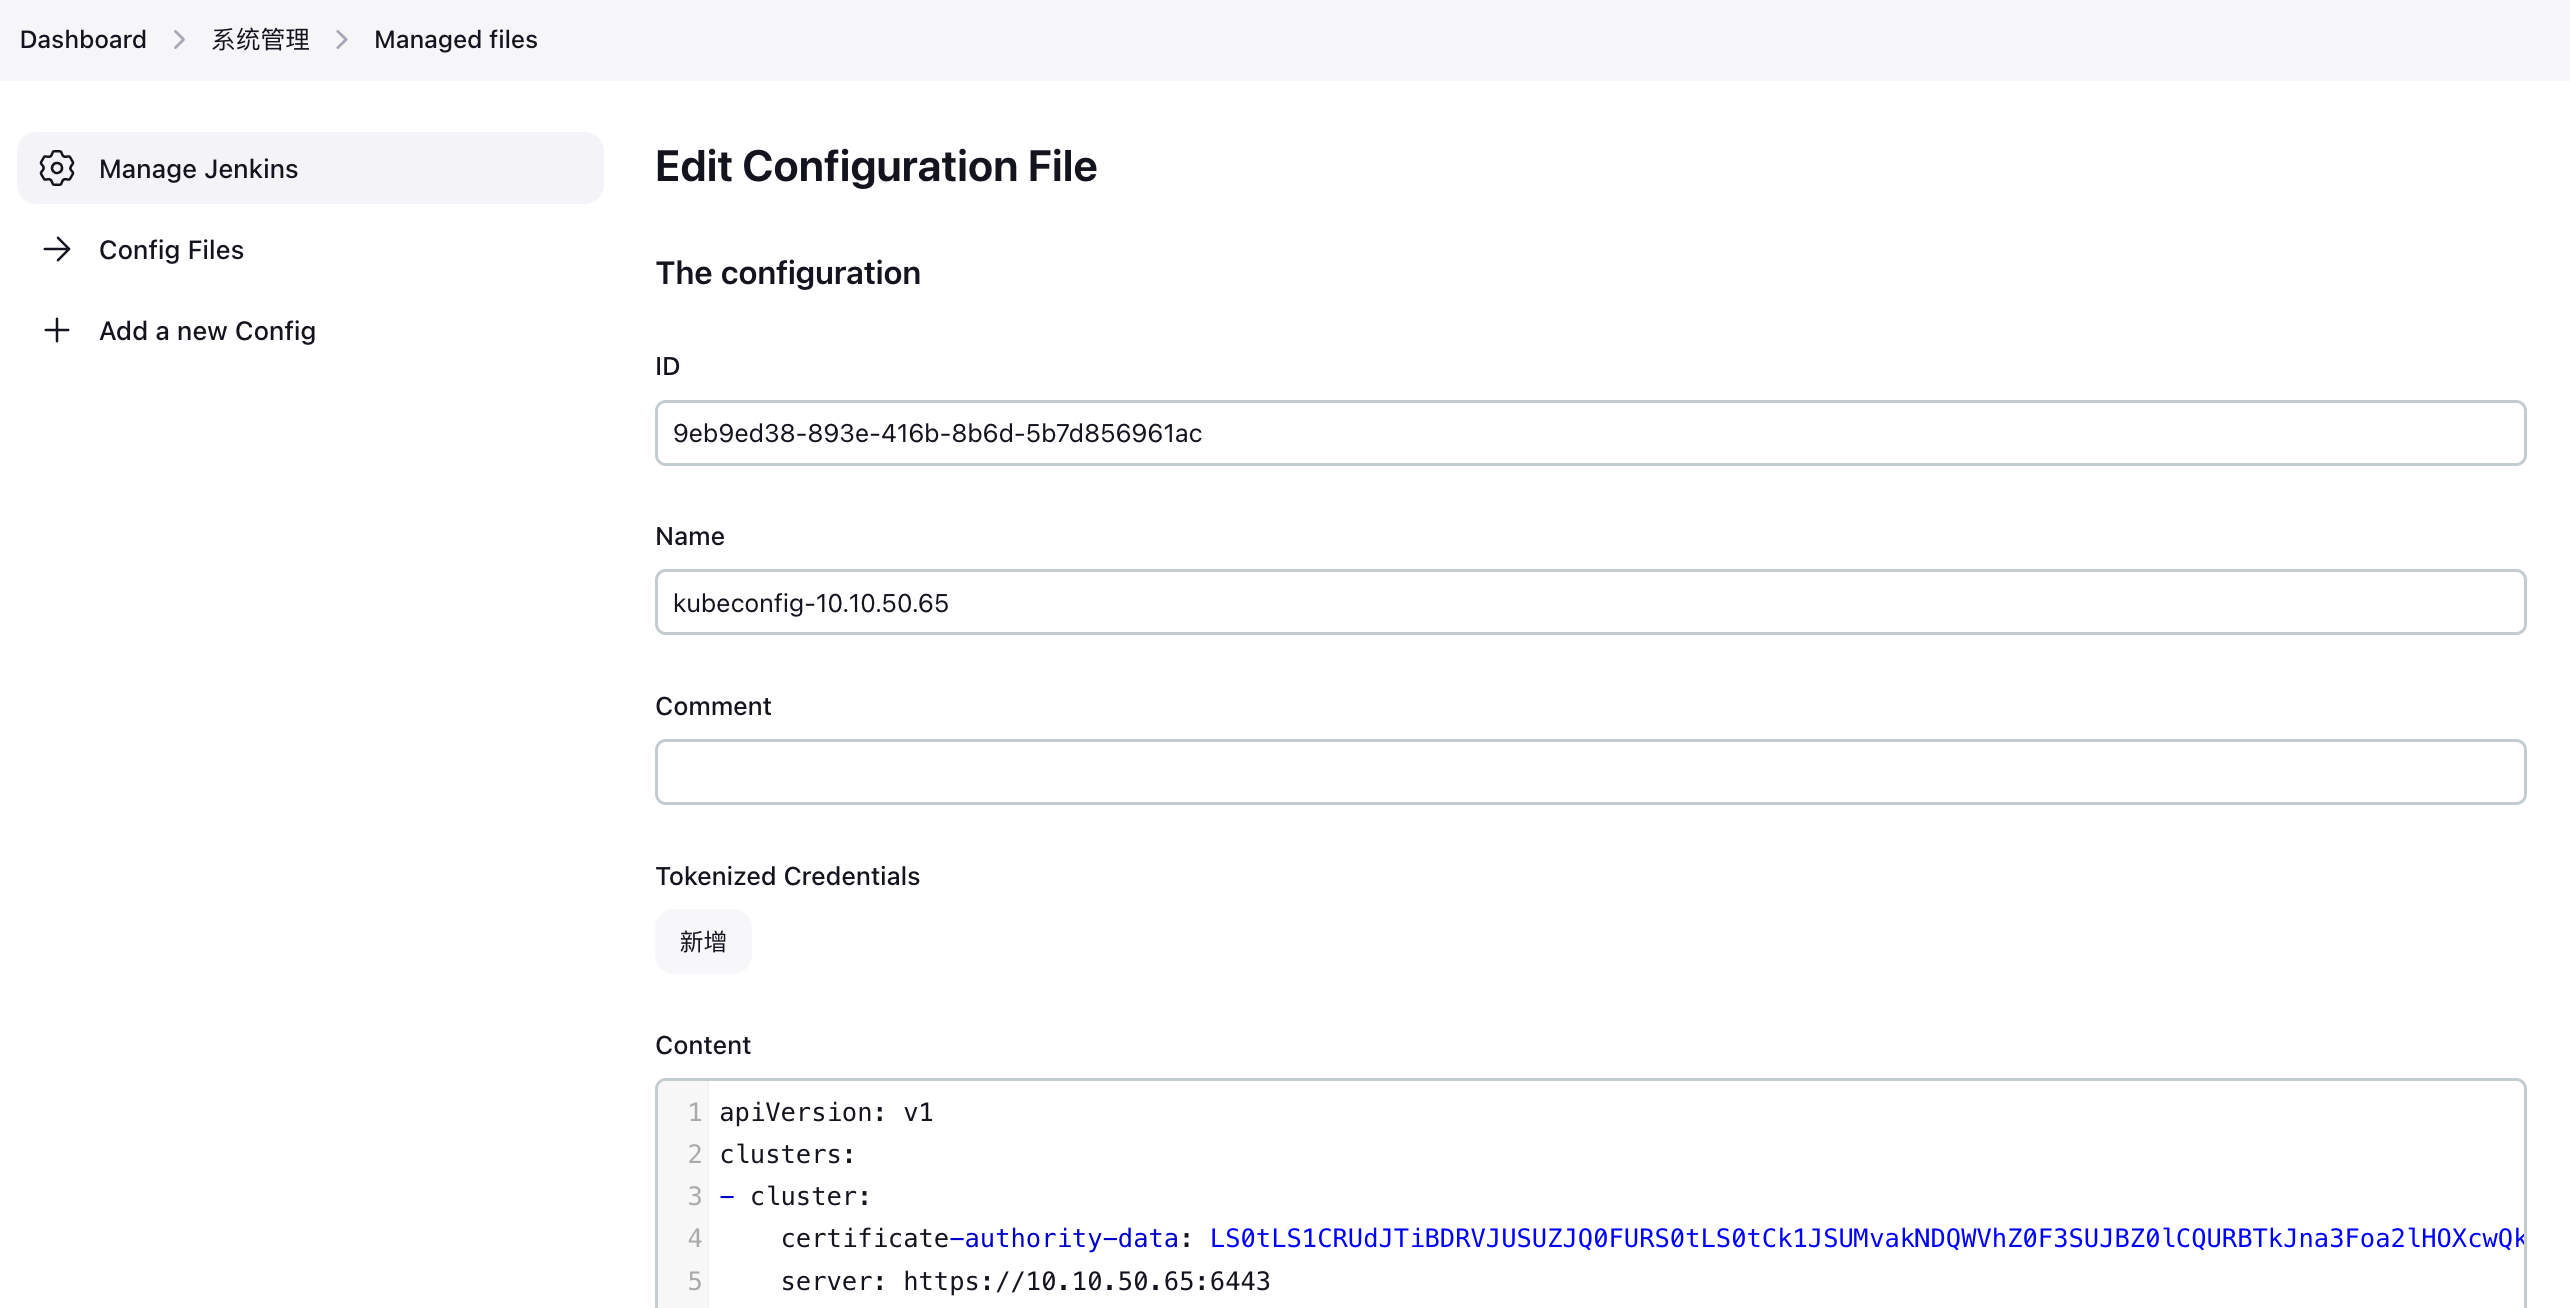 Dashboard > 系统管理 > Managed files
Manage Jenkins
Config Files
Add a new Config
Edit Configuration File
The configuration
ID
9eb9ed38-893e-416b-8b6d-5b7d856961ac
Name
kubeconfig-10.10.50.65
Comment
Tokenized Credentials
新增
Content
1 apiVersion: v1
2 clusters:
3 - cluster:
4 certificate-authority-data: LS0tLS1CRUdJTiBDRVJUSUZJQ0FURS0tLS0tCk1JSUMvakNDQWVhZ0F3SUJBZ0lCQURBTkJna3Foa2lHOXcwQk
5 server: https://10.10.50.65:6443